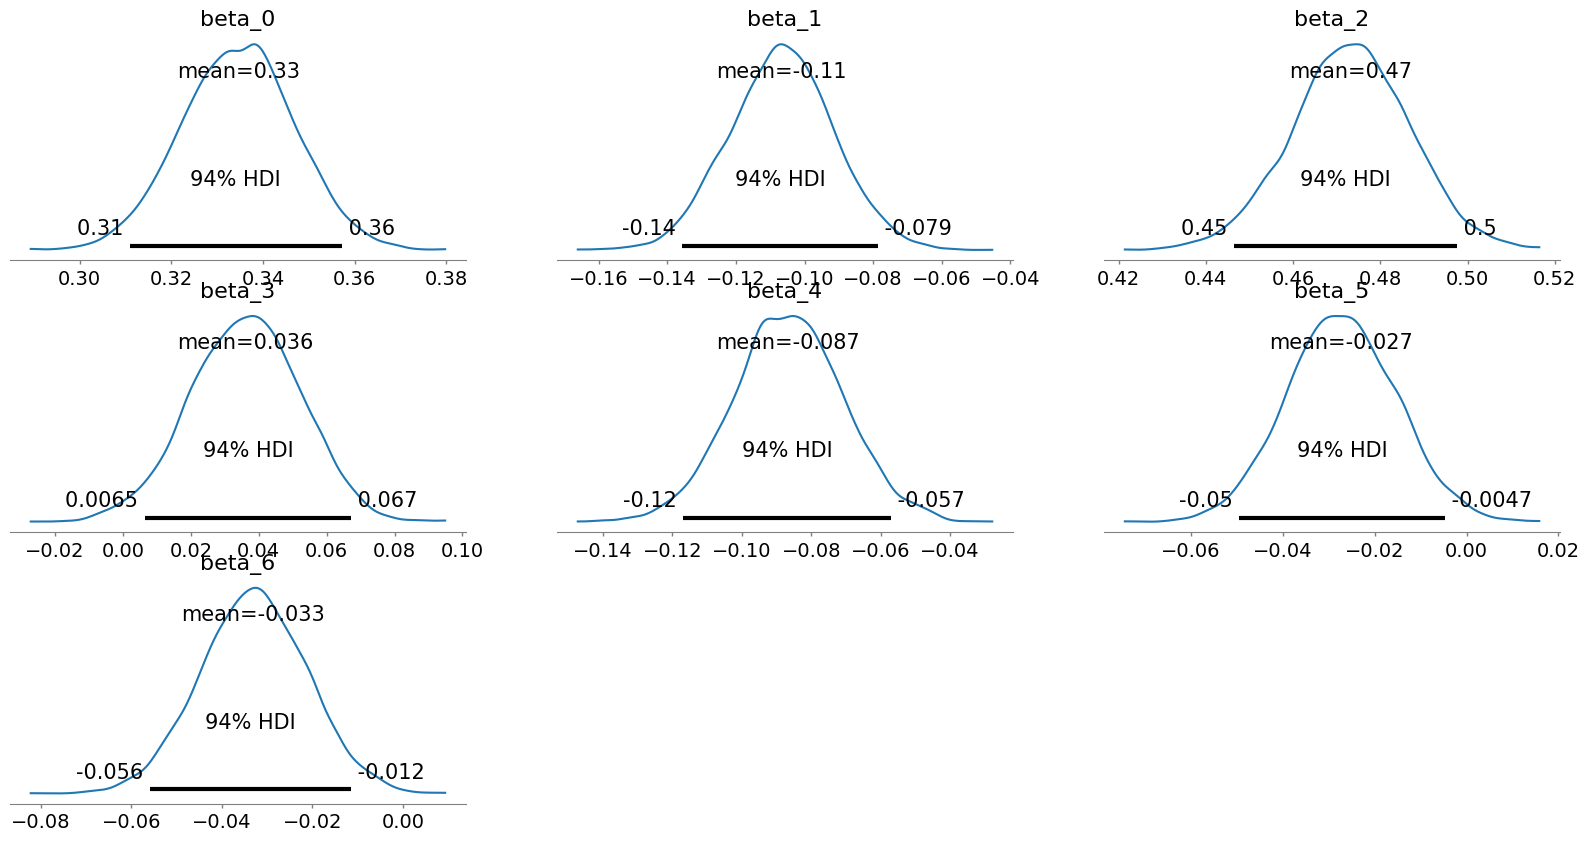 beta_0
mean=0.33
94% HDI
0.31 0.36
0.30 0.32 0.34 0.36 0.38
beta_1
mean=-0.11
94% HDI
-0.14 -0.079
−0.16 −0.14 −0.12 −0.10 −0.08 −0.06 −0.04
beta_2
mean=0.47
94% HDI
0.45 0.5
0.42 0.44 0.46 0.48 0.50 0.52
beta_3
mean=0.036
94% HDI
0.0065 0.067
−0.02 0.00 0.02 0.04 0.06 0.08 0.10
beta_4
mean=-0.087
94% HDI
-0.12 -0.057
−0.14 −0.12 −0.10 −0.08 −0.06 −0.04
beta_5
mean=-0.027
94% HDI
-0.05 -0.0047
−0.06 −0.04 −0.02 0.00 0.02
beta_6
mean=-0.033
94% HDI
-0.056 -0.012
−0.08 −0.06 −0.04 −0.02 0.00